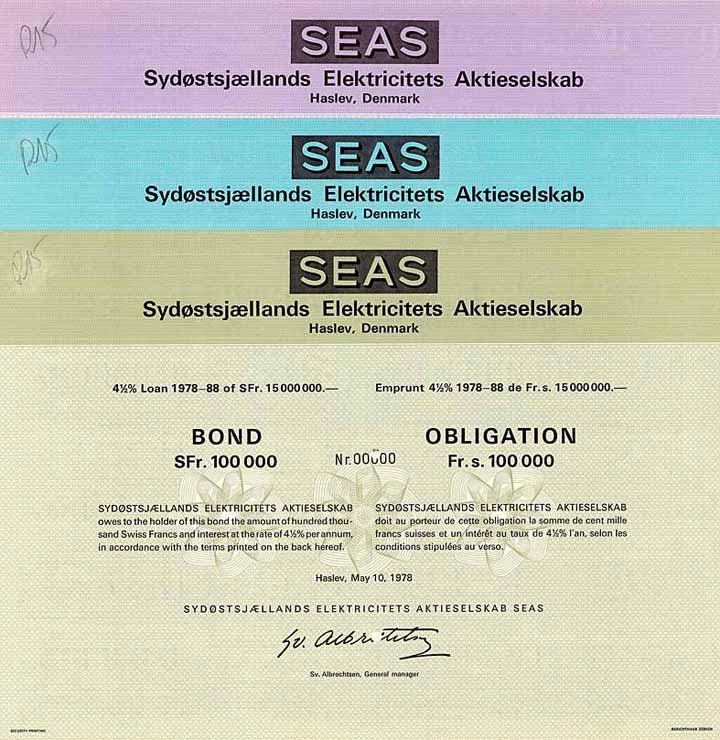 SEAS
Sydøstsjællands Elektricitets Aktieselskab
Haslev, Denmark
SEAS
Sydøstsjællands Elektricitets Aktieselskab
Haslev, Denmark
SEAS
Sydøstsjællands Elektricitets Aktieselskab
Haslev, Denmark
4½% Loan 1978–88 of SFr. 15 000 000.—
Emprunt 4½% 1978–88 de Fr. s. 15 000 000.—
BOND
SFr. 100 000
Nr. 00000
OBLIGATION
Fr. s. 100 000
SYDØSTSJÆLLANDS ELEKTRICITETS AKTIESELSKAB
owes to the holder of this bond the amount of hundred thou-
sand Swiss Francs and interest at the rate of 4½% per annum,
in accordance with the terms printed on the back hereof.
SYDØSTSJÆLLANDS ELEKTRICITETS AKTIESELSKAB
doit au porteur de cette obligation la somme de cent mille
francs suisses et un intérêt au taux de 4½% l'an, selon les
conditions stipulées au verso.
Haslev, May 10, 1978
SYDØSTSJÆLLANDS ELEKTRICITETS AKTIESELSKAB SEAS
Sv. Albrechtsen
Sv. Albrechtsen, General manager
SECURITY PRINTING
BERICHTHAUS ZÜRICH